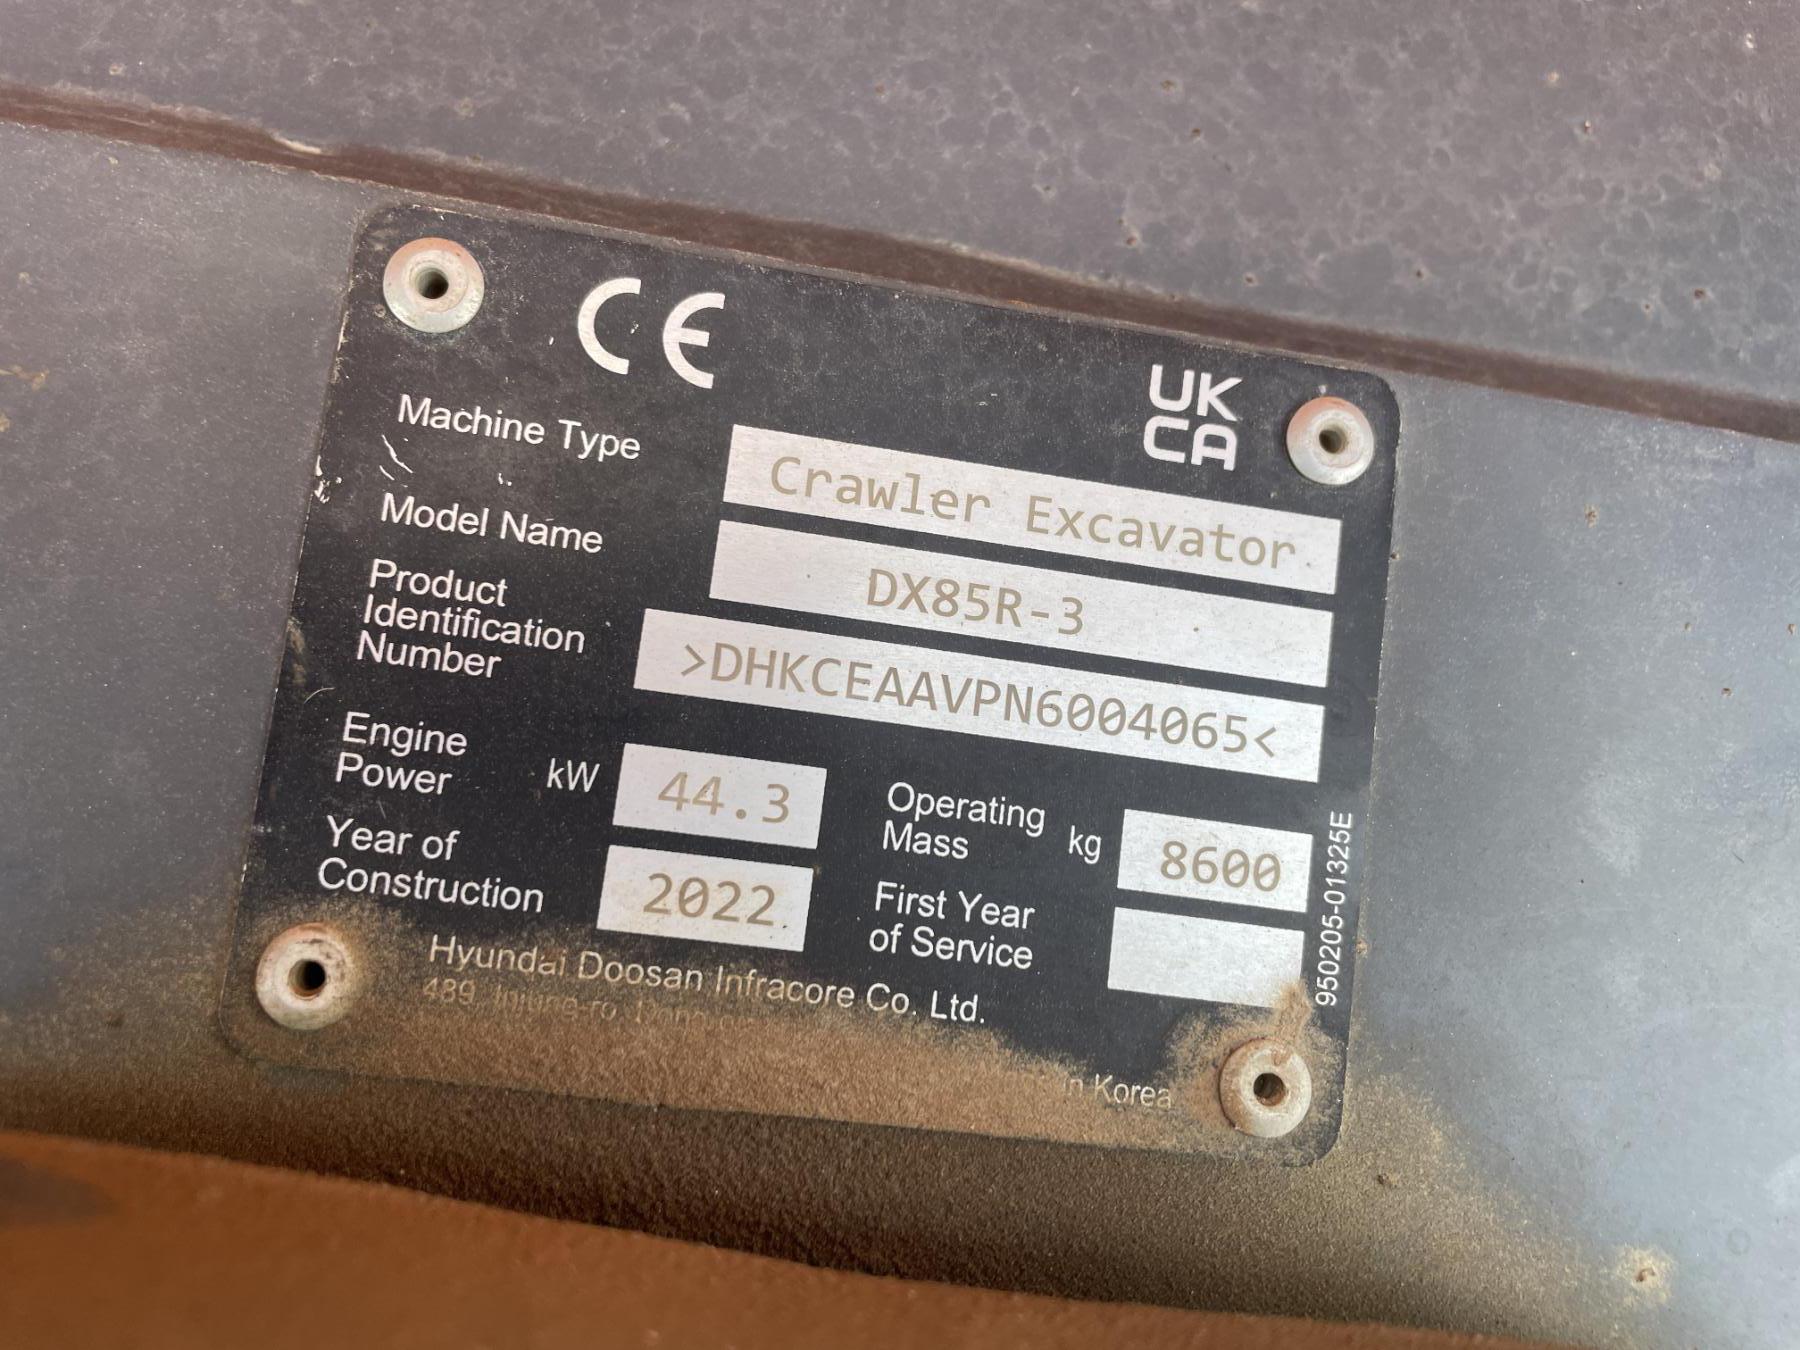 CE
UK
CA
Machine Type
Crawler Excavator
Model Name
DX85R-3
Product
Identification
Number
>DHKCEAAVPN6004065<
Engine
Power
kW
44.3
Operating
Mass
kg
8600
Year of
Construction
2022
First Year
of Service
950205-01325E
Hyundai Doosan Infracore Co. Ltd.
489
in Korea